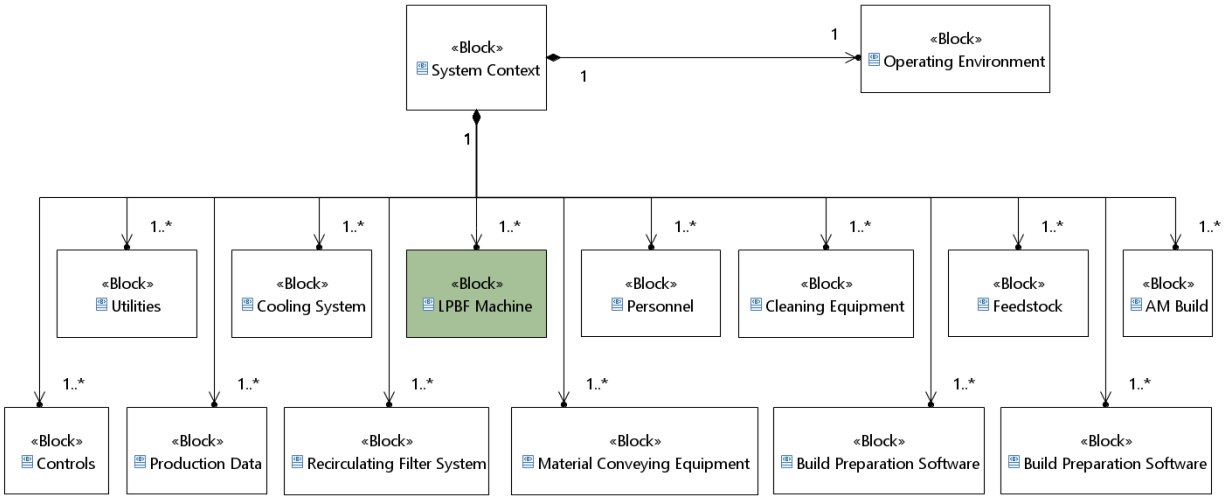 «Block»
System Context
1
1
«Block»
Operating Environment
1
1..*
1..*
1..*
1..*
1..*
1..*
1..*
«Block»
Utilities
«Block»
Cooling System
«Block»
LPBF Machine
«Block»
Personnel
«Block»
Cleaning Equipment
«Block»
Feedstock
«Block»
AM Build
1..*
1..*
1..*
1..*
1..*
1..*
«Block»
Controls
«Block»
Production Data
«Block»
Recirculating Filter System
«Block»
Material Conveying Equipment
«Block»
Build Preparation Software
«Block»
Build Preparation Software